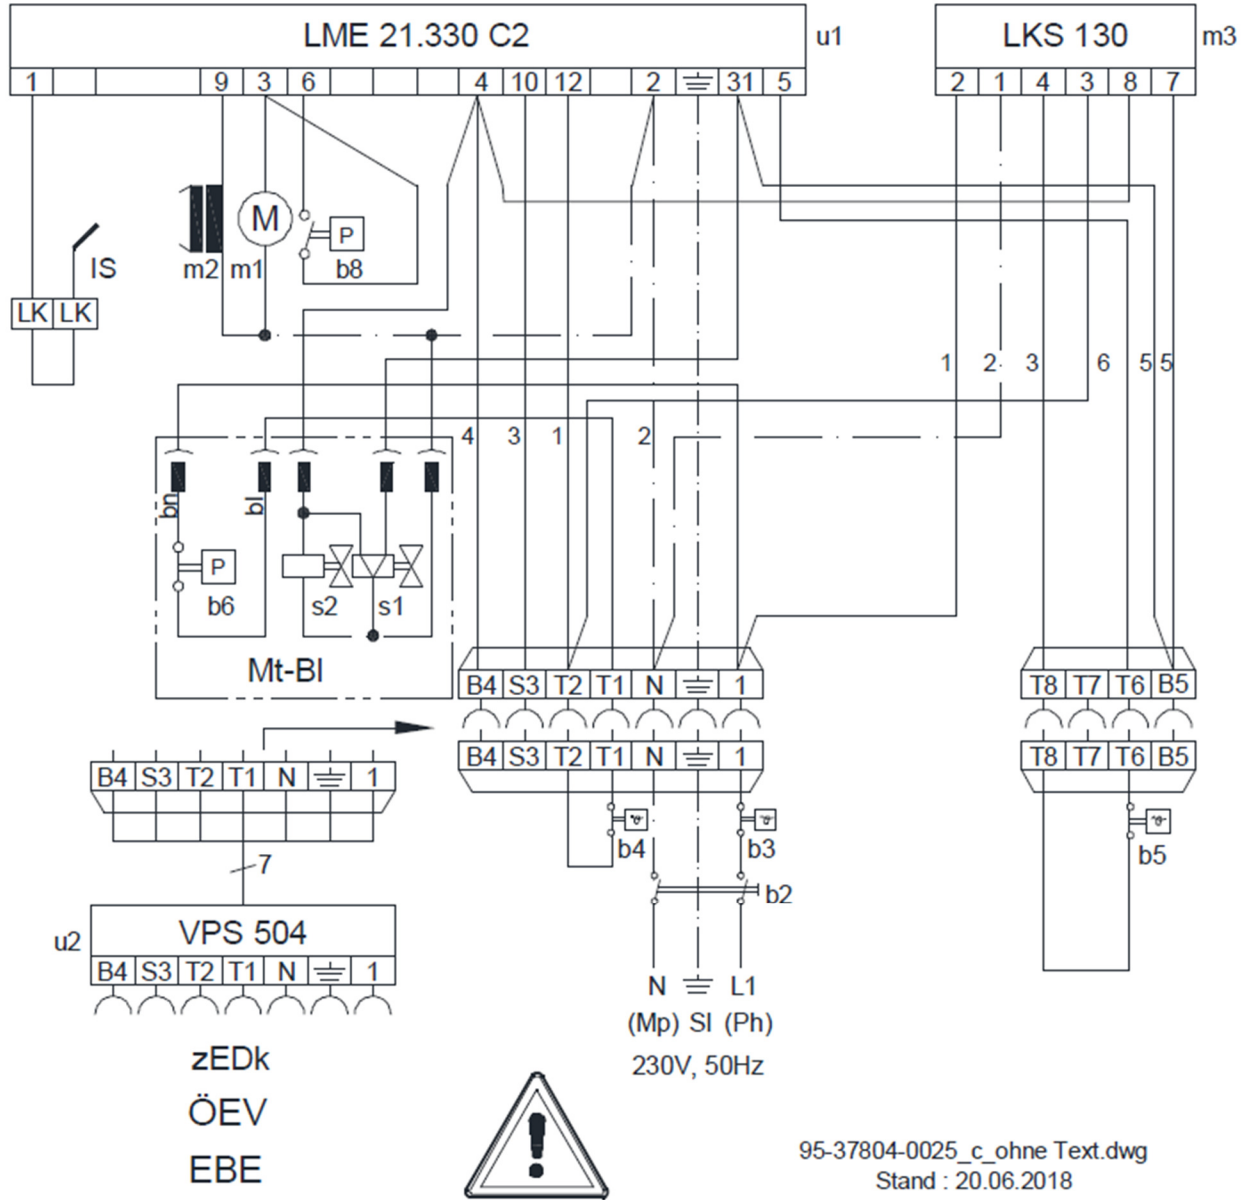 LME 21.330 C2 u1 LKS 130 m3
1 9 3 6 4 10 12 2 31 5 2 1 4 3 8 7
M
P
IS m2 m1 b8
LK LK
1 2 3 6 5 5
4 3 1 2
bn bl
P
b6 s2 s1
Mt-Bl
B4 S3 T2 T1 N 1 T8 T7 T6 B5
B4 S3 T2 T1 N 1 T8 T7 T6 B5
B4 S3 T2 T1 N 1
b4 b3 b5
7
b2
VPS 504
u2
B4 S3 T2 T1 N 1
N L1
(Mp) SI (Ph)
230V, 50Hz
zEDk
ÖEV
EBE
95-37804-0025_c_ohne Text.dwg
Stand : 20.06.2018